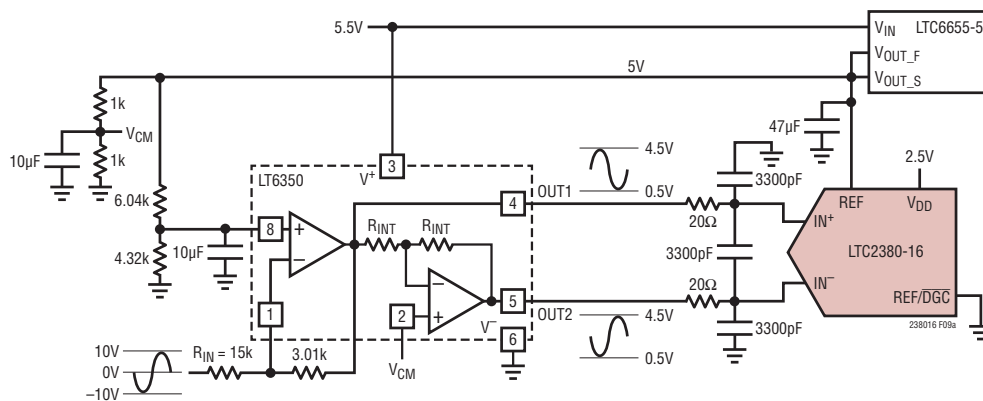 5.5V
VIN
LTC6655-5
VOUT_F
5V
VOUT_S
1k
VCM
10µF
1k
47µF
4.5V
0.5V
2.5V
3300pF
LT6350
V+
3
6.04k
8
+
−
RINT
RINT
4
OUT1
20Ω
REF
VDD
IN+
10µF
4.32k
3300pF
LTC2380-16
1
−
+
2
V−
5
OUT2
20Ω
IN−
REF/DGC
6
3300pF
238016 F09a
4.5V
0.5V
VCM
10V
0V
−10V
RIN = 15k
3.01k